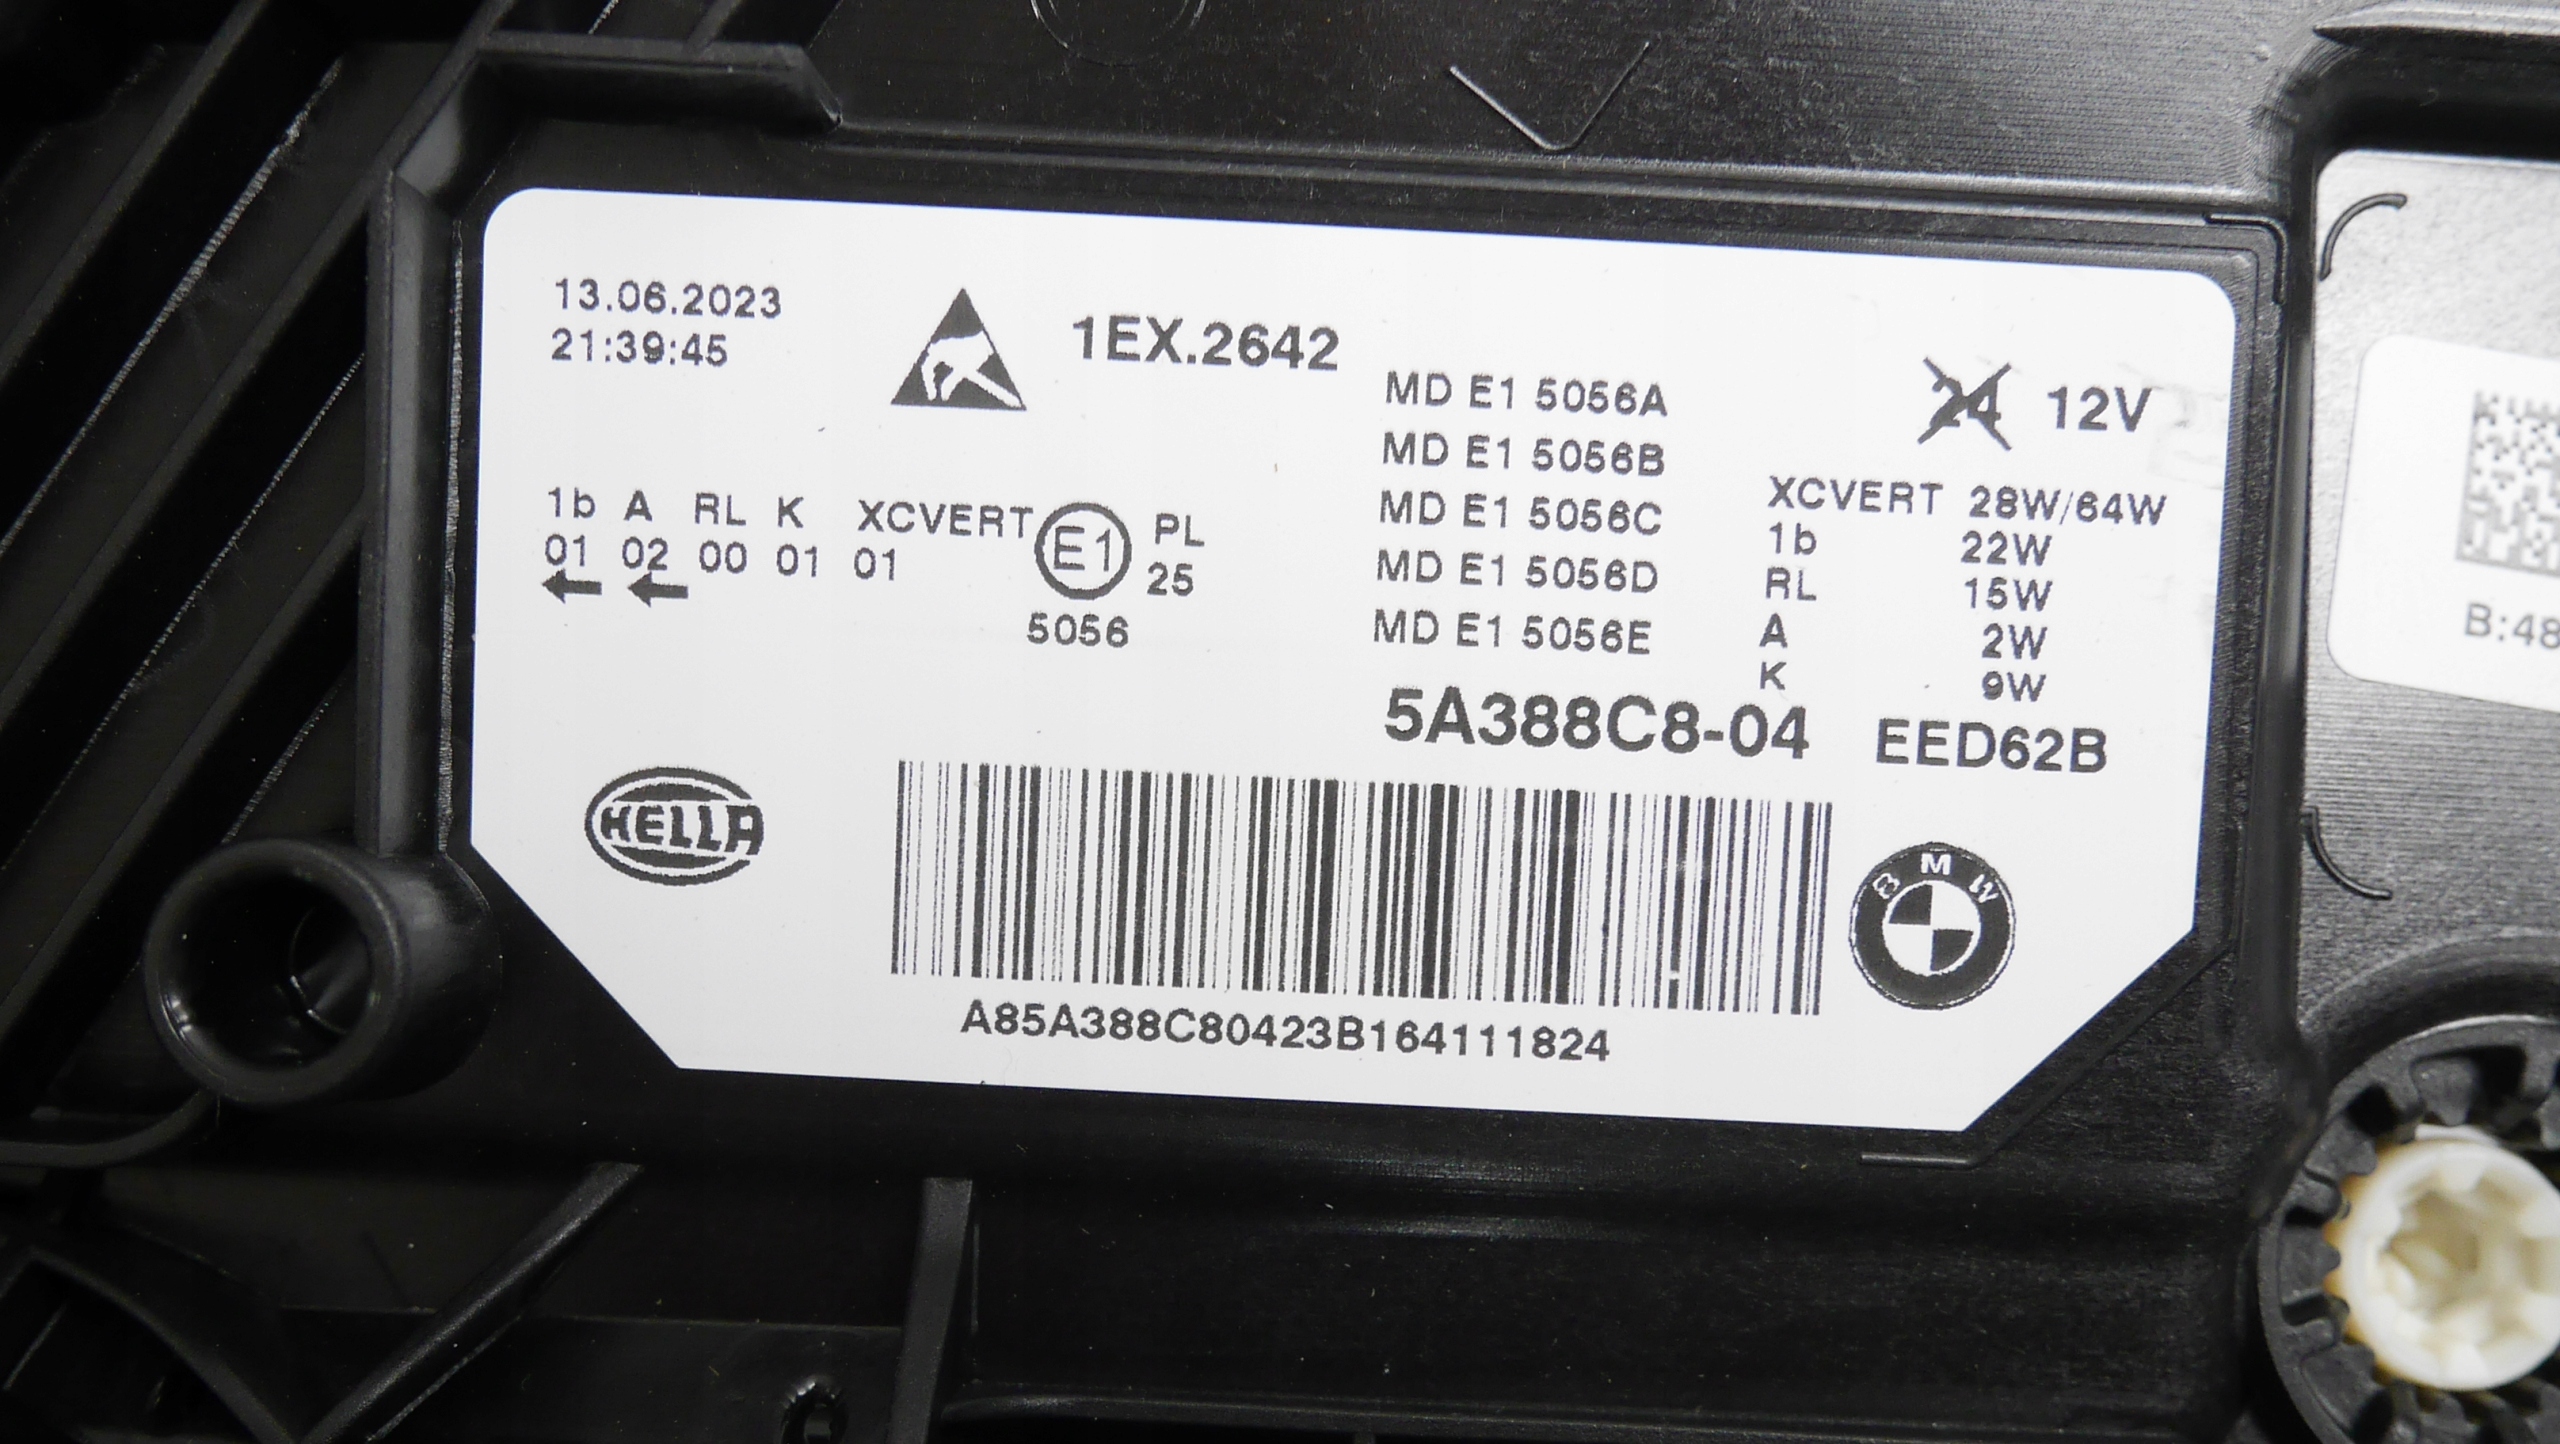 13.06.2023
21:39:45
1EX.2642
MD E1 5056A
MD E1 5056B
MD E1 5056C
MD E1 5056D
MD E1 5056E
24 12V
XCVERT 28W/64W
1b 22W
RL 15W
A 2W
K 9W
1b A RL K XCVERT
01 02 00 01 01
E1
5056
PL
25
5A388C8-04 EED62B
HELLA
BMW
A85A388C80423B164111824
B:48